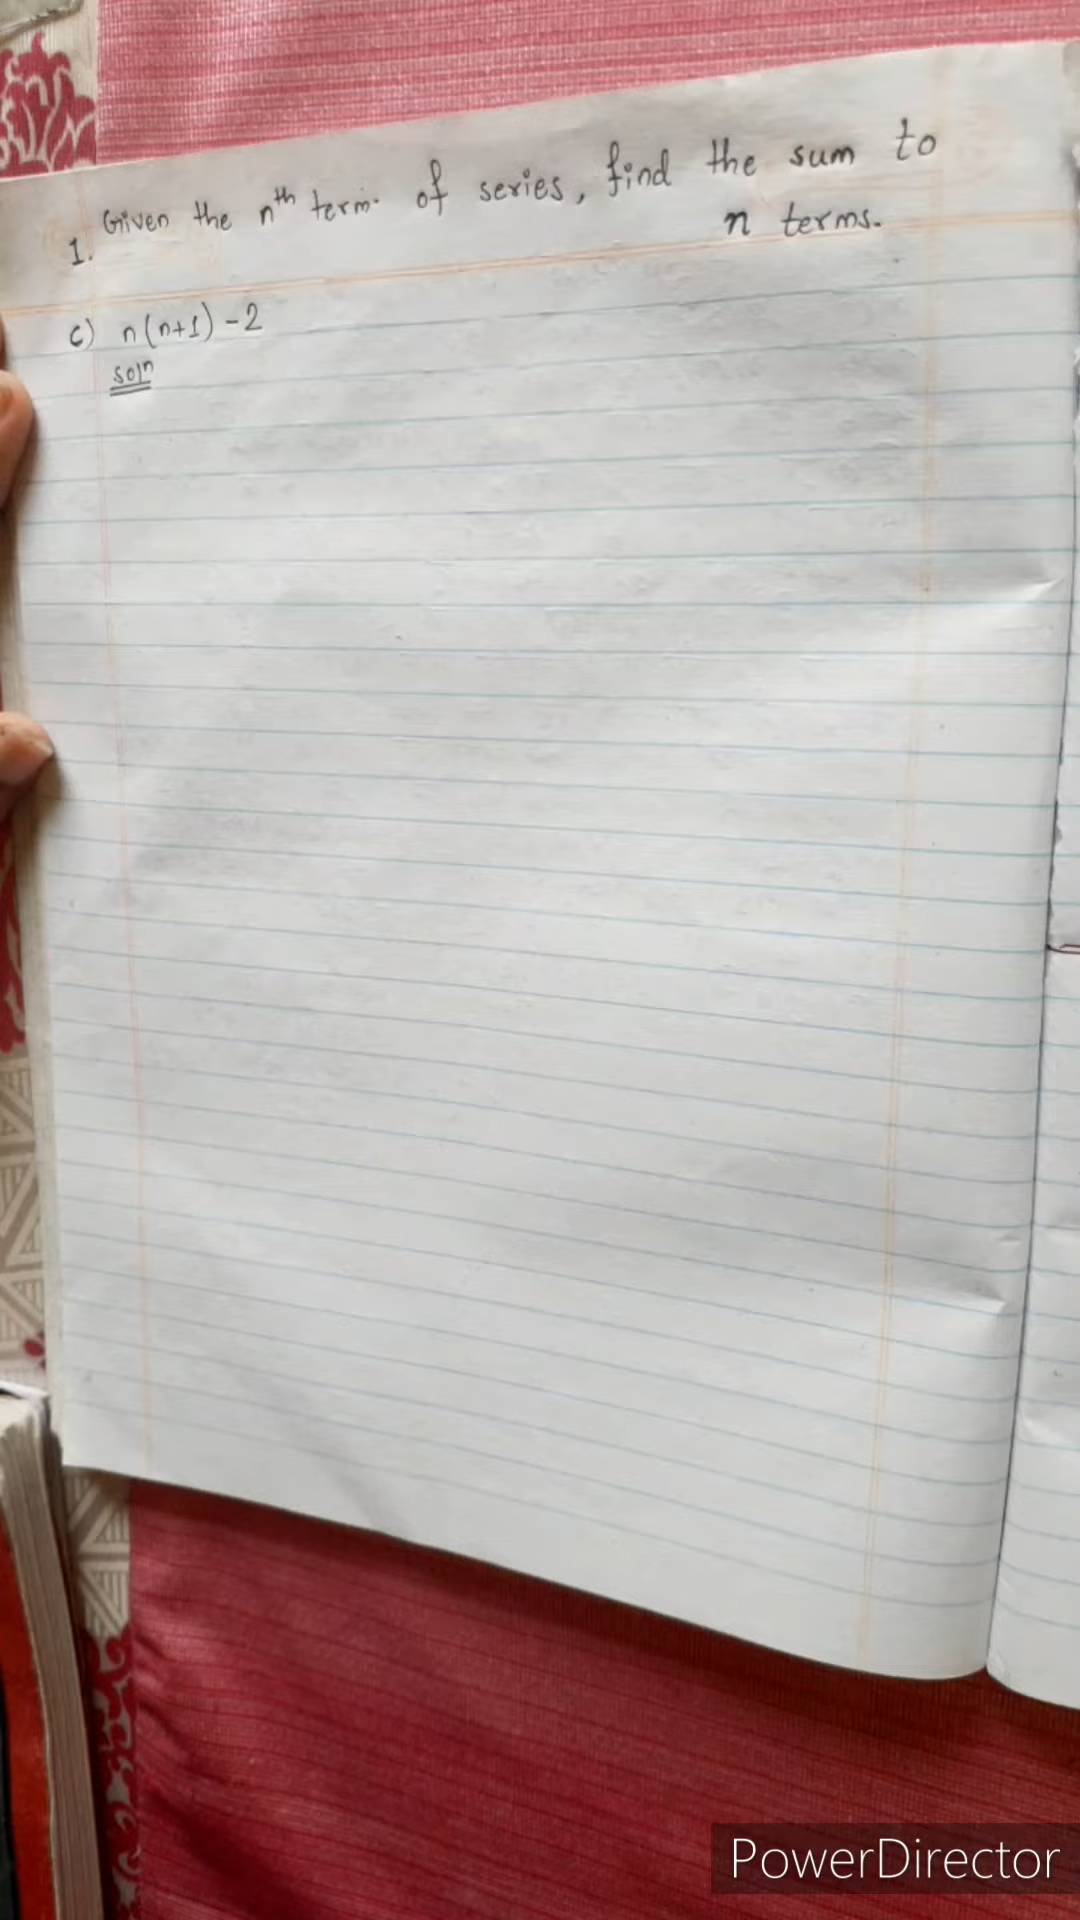 1. Given the nth term. of series, find the sum to
n terms.
c) n(n+1) -2
Soln
PowerDirector